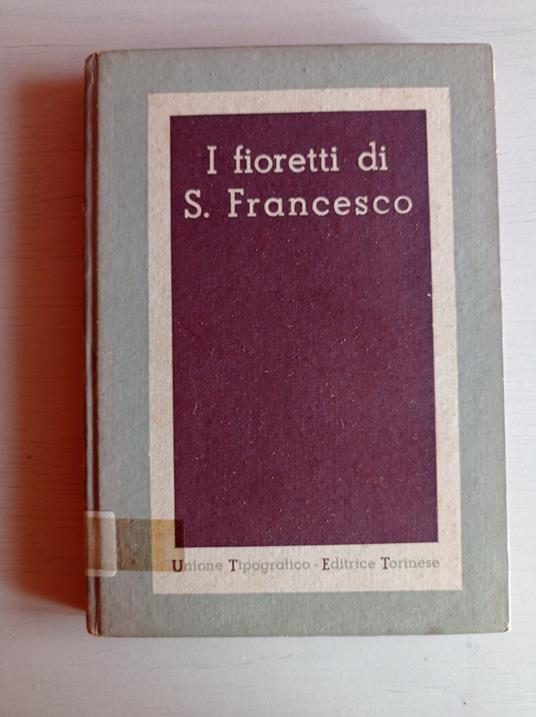 I fioretti di
S. Francesco
Unione Tipografico - Editrice Torinese